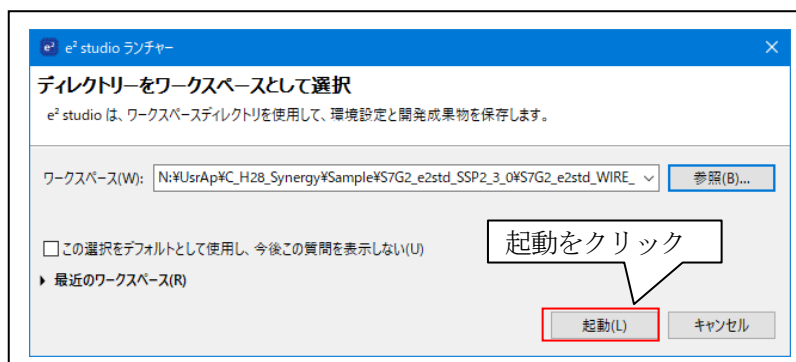 e² studio ランチャー
ディレクトリーをワークスペースとして選択
e² studio は、ワークスペースディレクトリを使用して、環境設定と開発成果物を保存します。
ワークスペース(W): N:¥UsrAp¥C_H28_Synergy¥Sample¥S7G2_e2std_SSP2_3_0¥S7G2_e2std_WIRE_ 参照(B)...
起動をクリック
この選択をデフォルトとして使用し、今後この質問を表示しない(U)
最近のワークスペース(R)
起動(L) キャンセル